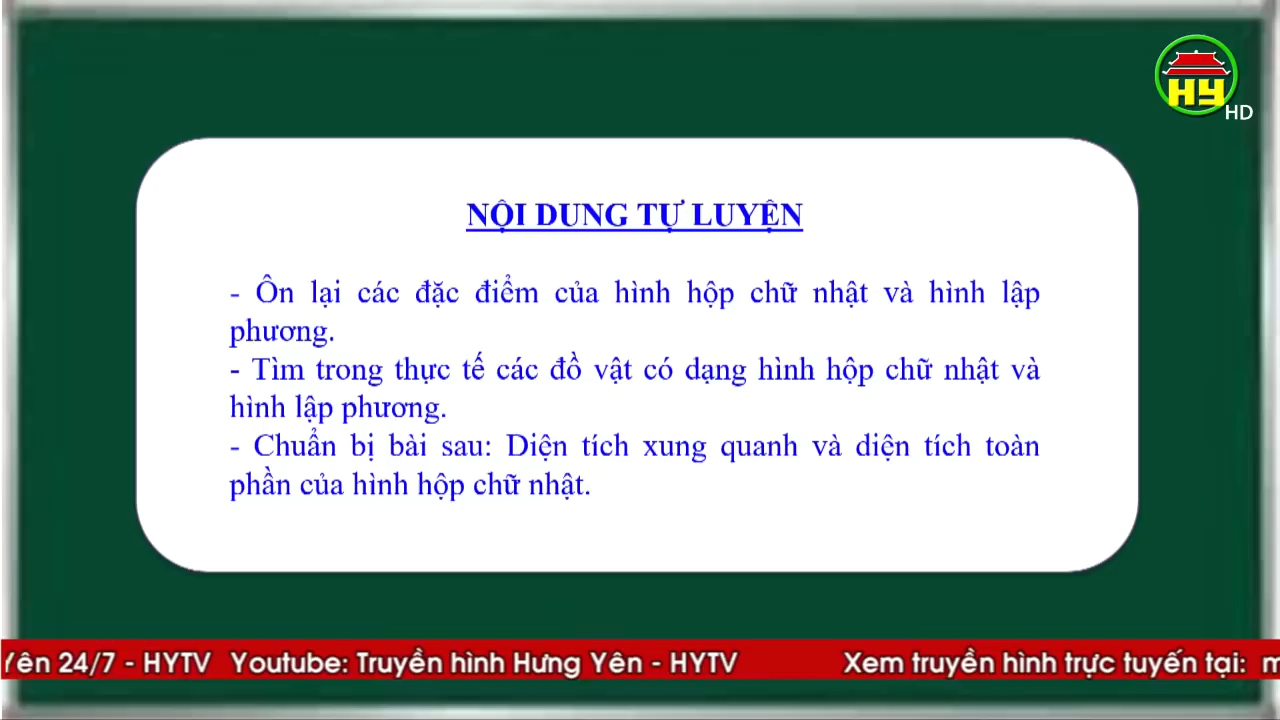 HY
HD
NỘI DUNG TỰ LUYỆN
- Ôn lại các đặc điểm của hình hộp chữ nhật và hình lập
phương.
- Tìm trong thực tế các đồ vật có dạng hình hộp chữ nhật và
hình lập phương.
- Chuẩn bị bài sau: Diện tích xung quanh và diện tích toàn
phần của hình hộp chữ nhật.
Yên 24/7 - HYTV Youtube: Truyền hình Hưng Yên - HYTV Xem truyền hình trực tuyến tại: